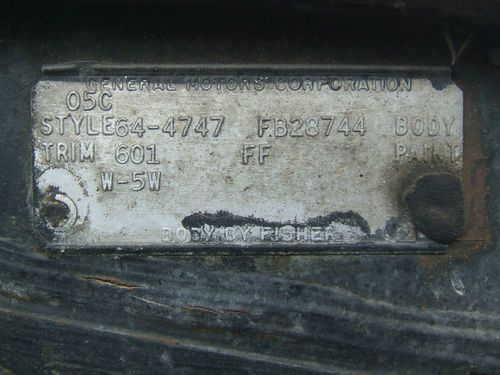 GENERAL MOTORS CORPORATION
05C
STYLE 64-4747 FB28744 BODY
TRIM 601 FF PAINT
W-5W
BODY BY FISHER